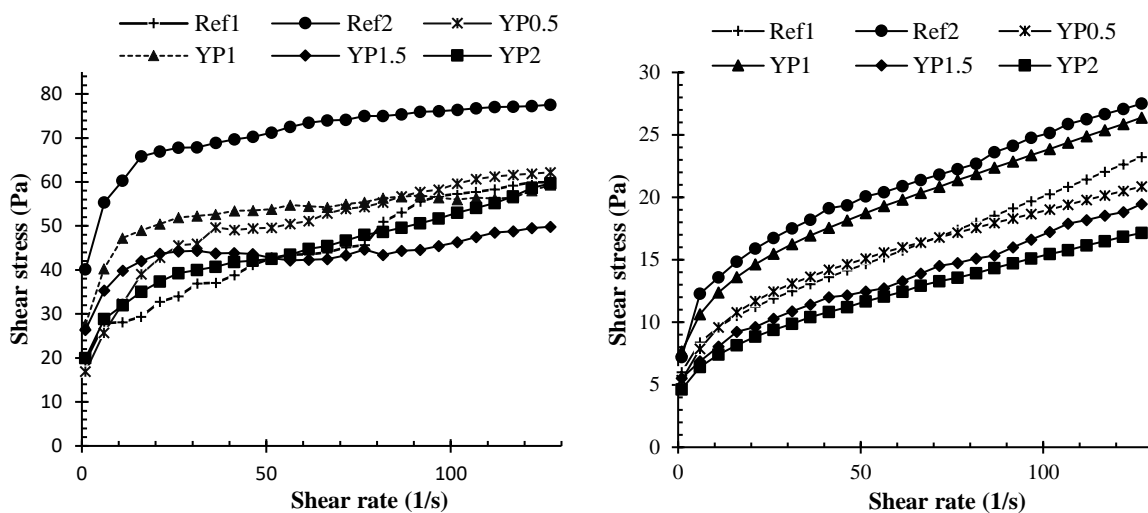 Ref1 Ref2 YP0.5
YP1 YP1.5 YP2
80
70
60
50
40
30
20
10
0
0 50 100
Shear stress (Pa)
Shear rate (1/s)
Ref1 Ref2 YP0.5
YP1 YP1.5 YP2
30
25
20
15
10
5
0
0 50 100
Shear stress (Pa)
Shear rate (1/s)